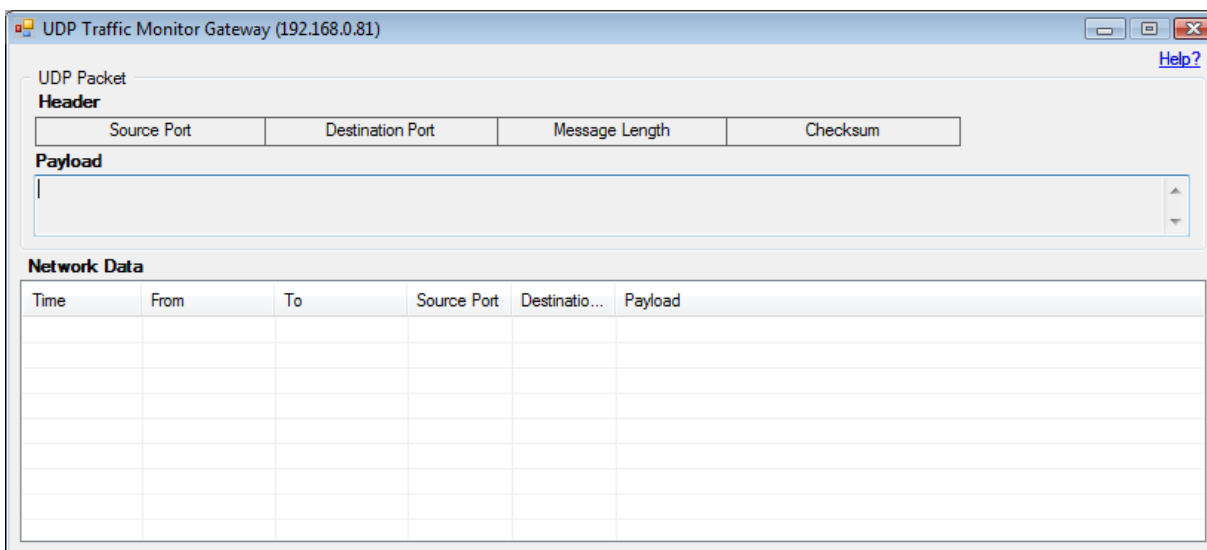 UDP Traffic Monitor Gateway (192.168.0.81)
Help?
UDP Packet
Header
Source Port Destination Port Message Length Checksum
Payload
Network Data
Time From To Source Port Destinatio... Payload